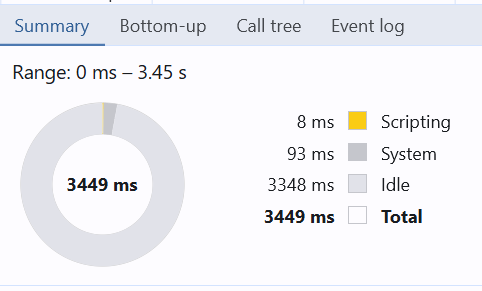 Summary Bottom-up Call tree Event log
Range: 0 ms – 3.45 s
8 ms Scripting
93 ms System
3449 ms
3348 ms Idle
3449 ms Total